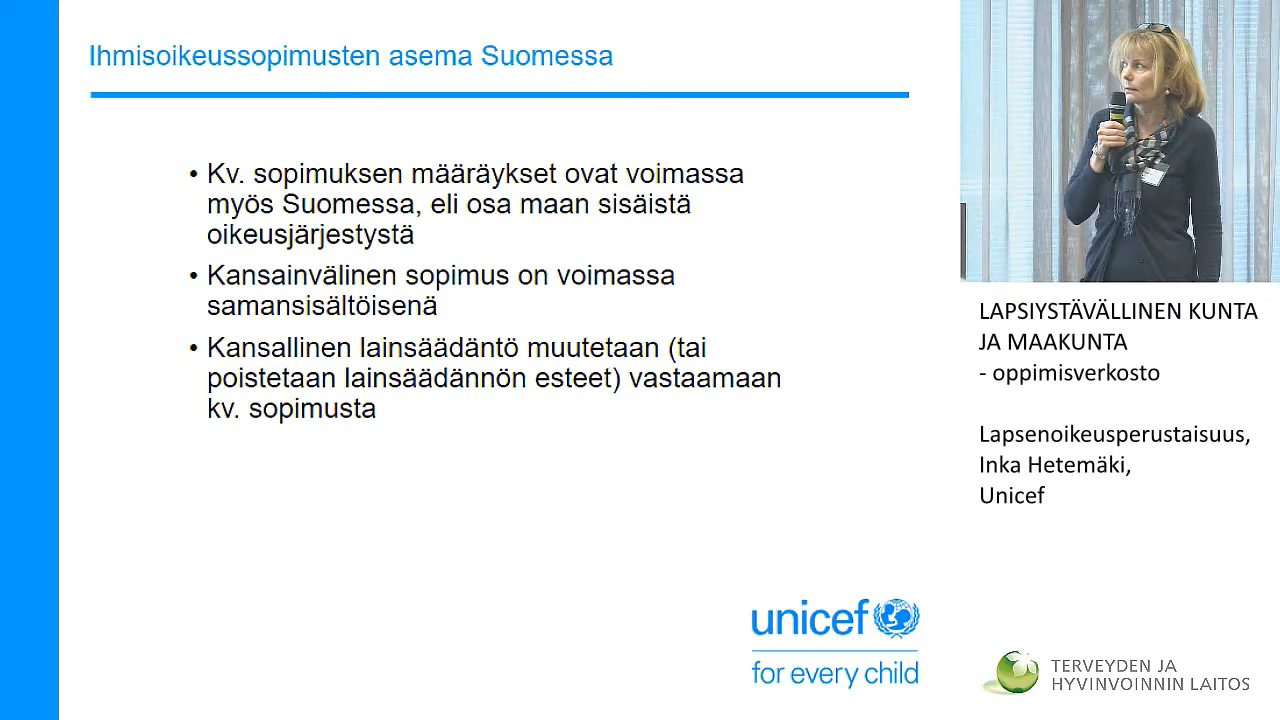 Ihmisoikeussopimusten asema Suomessa
• Kv. sopimuksen määräykset ovat voimassa
myös Suomessa, eli osa maan sisäistä
oikeusjärjestystä
• Kansainvälinen sopimus on voimassa
samansisältöisenä
• Kansallinen lainsäädäntö muutetaan (tai
poistetaan lainsäädännön esteet) vastaamaan
kv. sopimusta
unicef
for every child
LAPSIYSTÄVÄLLINEN KUNTA
JA MAAKUNTA
- oppimisverkosto
Lapsenoikeusperustaisuus,
Inka Hetemäki,
Unicef
TERVEYDEN JA
HYVINVOINNIN LAITOS